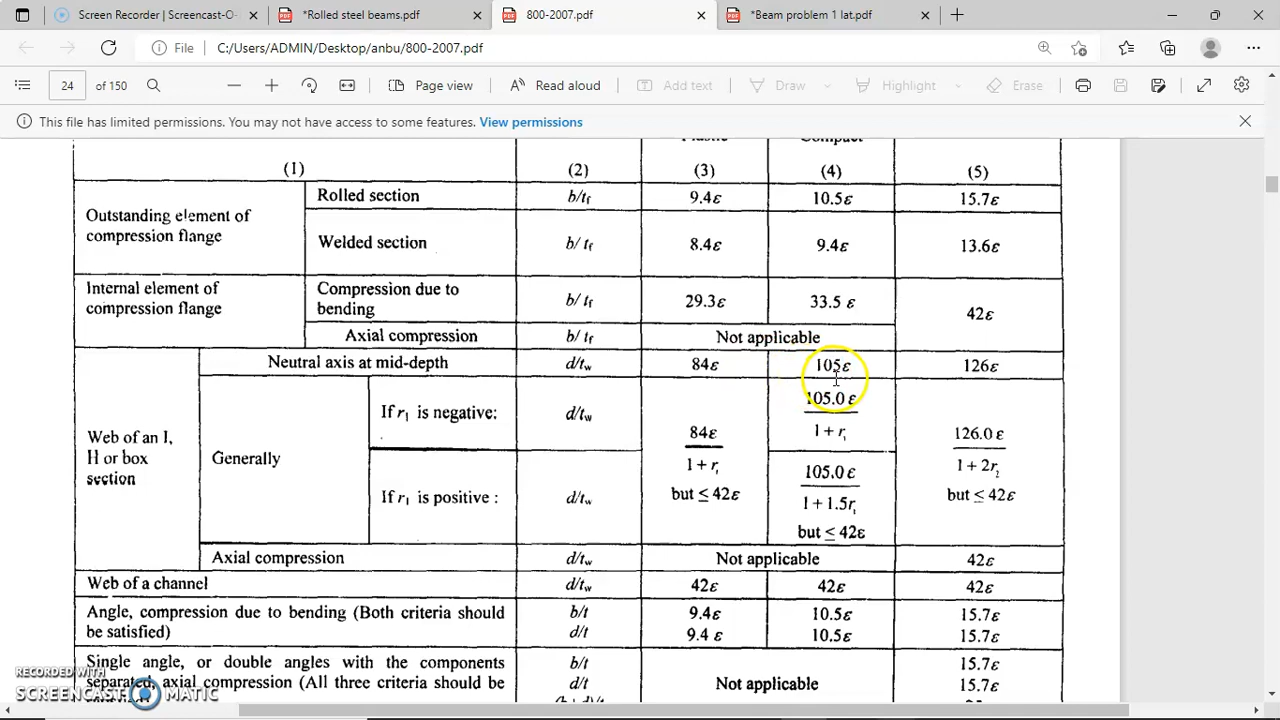 Screen Recorder | Screencast-O-
*Rolled steel beams.pdf
800-2007.pdf
*Beam problem 1 lat.pdf
File C:/Users/ADMIN/Desktop/anbu/800-2007.pdf
24 of 150
Page view
Read aloud
Add text
Draw
Highlight
Erase
This file has limited permissions. You may not have access to some features. View permissions
Compact
(1) (2) (3) (4) (5)
Outstanding element of compression flange
Rolled section b/tf 9.4ε 10.5ε 15.7ε
Welded section b/ tf 8.4ε 9.4ε 13.6ε
Internal element of compression flange
Compression due to bending b/ tf 29.3ε 33.5 ε 42ε
Axial compression b/ tf Not applicable
Web of an I, H or box section
Neutral axis at mid-depth d/tw 84ε 105ε 126ε
Generally
If r1 is negative: d/tw
84ε
1 + r1
but ≤ 42ε
105.0 ε
1 + r1
126.0 ε
1 + 2r2
but ≤ 42ε
If r1 is positive : d/tw
105.0 ε
1 + 1.5r1
but ≤ 42ε
Axial compression d/tw Not applicable 42ε
Web of a channel d/tw 42ε 42ε 42ε
Angle, compression due to bending (Both criteria should b/t 9.4ε 10.5ε 15.7ε
be satisfied) d/t 9.4 ε 10.5ε 15.7ε
Single angle, or double angles with the components b/t 15.7ε
separated, axial compression (All three criteria should be d/t Not applicable 15.7ε
RECORDED WITH
SCREENCAST MATIC